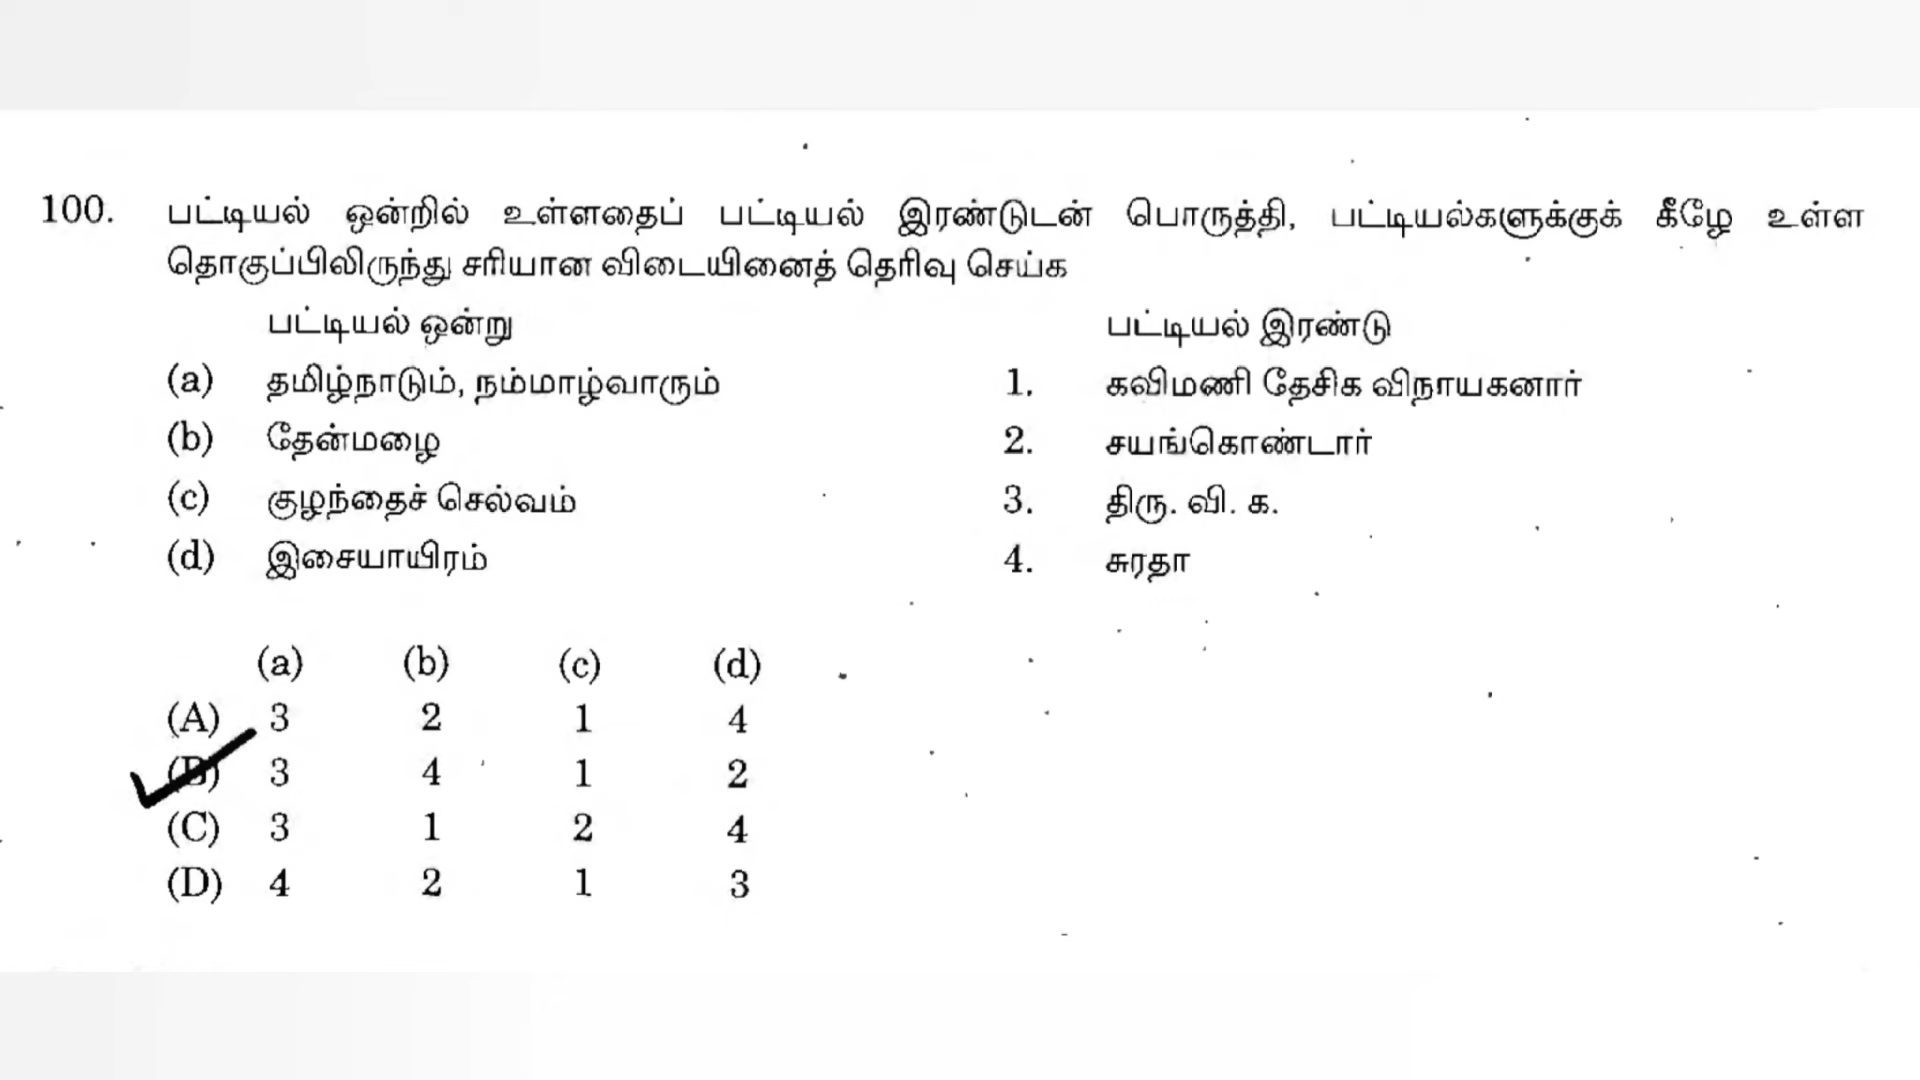 100. பட்டியல் ஒன்றில் உள்ளதைப் பட்டியல் இரண்டுடன் பொருத்தி, பட்டியல்களுக்குக் கீழே உள்ள
தொகுப்பிலிருந்து சரியான விடையினைத் தெரிவு செய்க
பட்டியல் ஒன்று பட்டியல் இரண்டு
(a) தமிழ்நாடும், நம்மாழ்வாரும் 1. கவிமணி தேசிக விநாயகனார்
(b) தேன்மழை 2. சயங்கொண்டார்
(c) குழந்தைச் செல்வம் 3. திரு. வி. க.
(d) இசையாயிரம் 4. சுரதா
(a) (b) (c) (d)
(A) 3 2 1 4
(B) 3 4 1 2
(C) 3 1 2 4
(D) 4 2 1 3